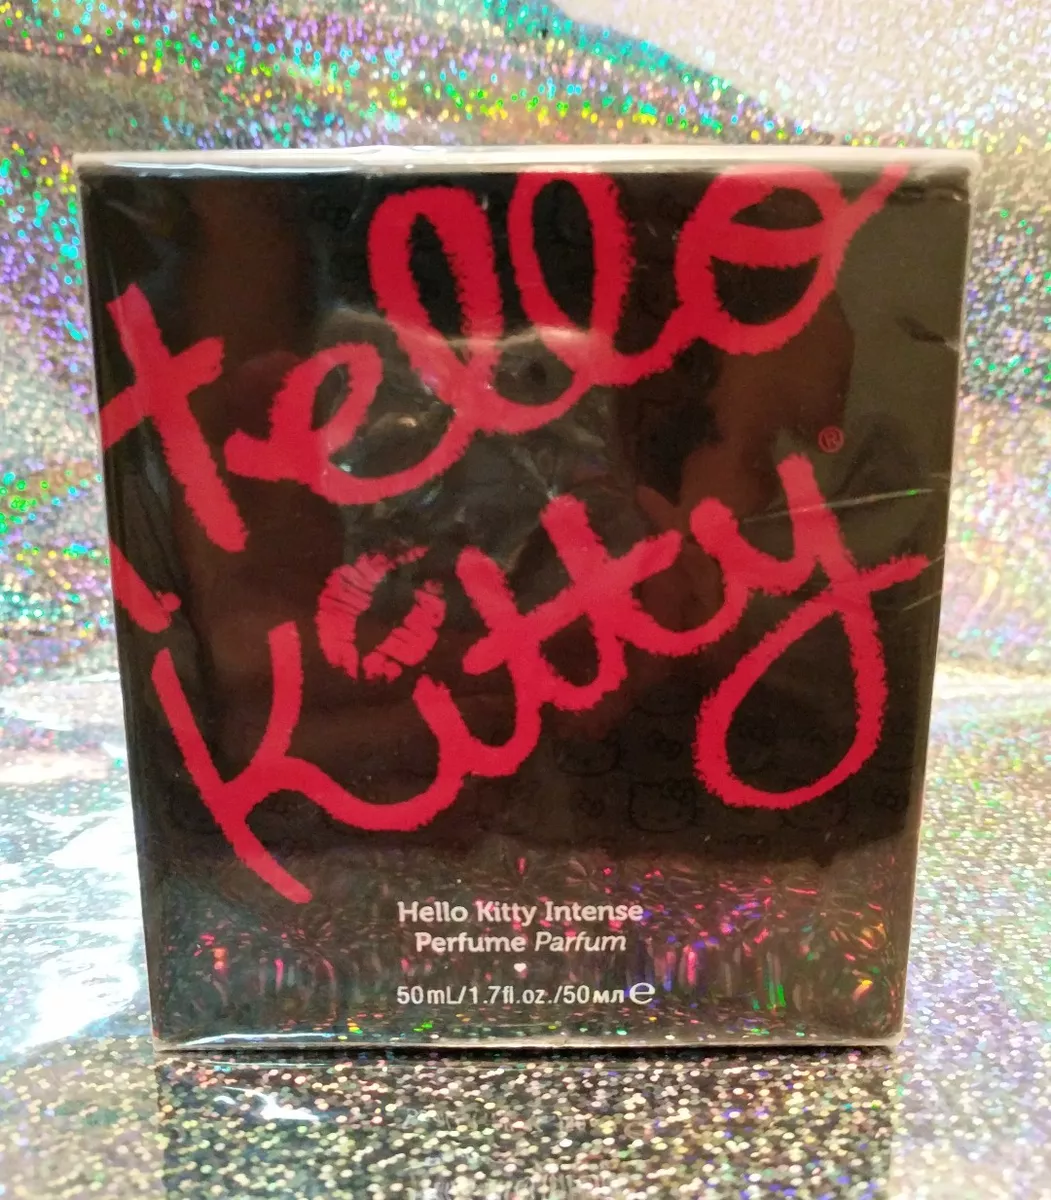 Hello
Kitty®
Hello Kitty Intense
Perfume Parfum
50mL/1.7fl.oz./50мл ℮